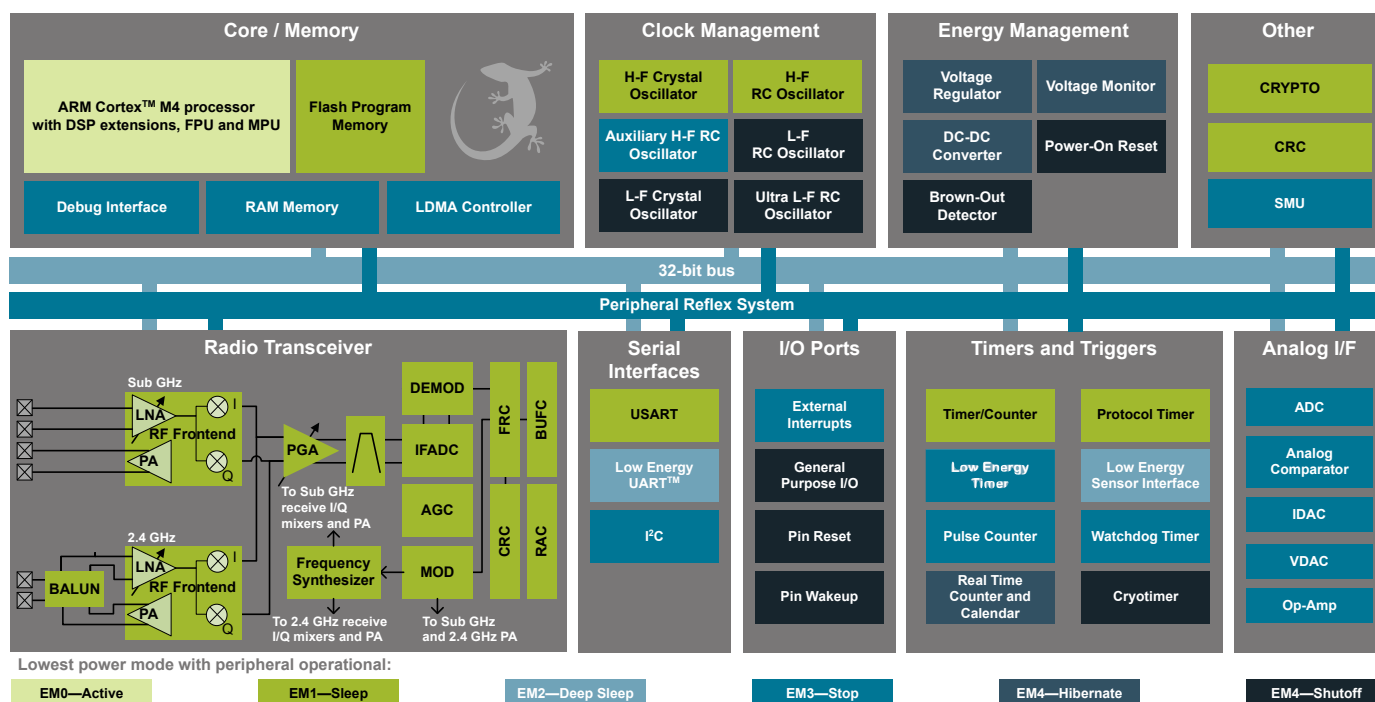 Core / Memory
ARM Cortex™ M4 processor
with DSP extensions, FPU and MPU
Flash Program
Memory
Debug Interface
RAM Memory
LDMA Controller
Clock Management
H-F Crystal
Oscillator
H-F
RC Oscillator
Auxiliary H-F RC
Oscillator
L-F
RC Oscillator
L-F Crystal
Oscillator
Ultra L-F RC
Oscillator
Energy Management
Voltage
Regulator
Voltage Monitor
DC-DC
Converter
Power-On Reset
Brown-Out
Detector
Other
CRYPTO
CRC
SMU
32-bit bus
Peripheral Reflex System
Radio Transceiver
Sub GHz
LNA
I
RF Frontend
PA
Q
2.4 GHz
LNA
I
BALUN
RF Frontend
PA
Q
PGA
To Sub GHz
receive I/Q
mixers and PA
Frequency
Synthesizer
To 2.4 GHz receive
I/Q mixers and PA
DEMOD
IFADC
AGC
MOD
To Sub GHz
and 2.4 GHz PA
FRC
BUFC
CRC
RAC
Serial
Interfaces
USART
Low Energy
UART™
I²C
I/O Ports
External
Interrupts
General
Purpose I/O
Pin Reset
Pin Wakeup
Timers and Triggers
Timer/Counter
Protocol Timer
Low Energy
Timer
Low Energy
Sensor Interface
Pulse Counter
Watchdog Timer
Real Time
Counter and
Calendar
Cryotimer
Analog I/F
ADC
Analog
Comparator
IDAC
VDAC
Op-Amp
Lowest power mode with peripheral operational:
EM0—Active
EM1—Sleep
EM2—Deep Sleep
EM3—Stop
EM4—Hibernate
EM4—Shutoff